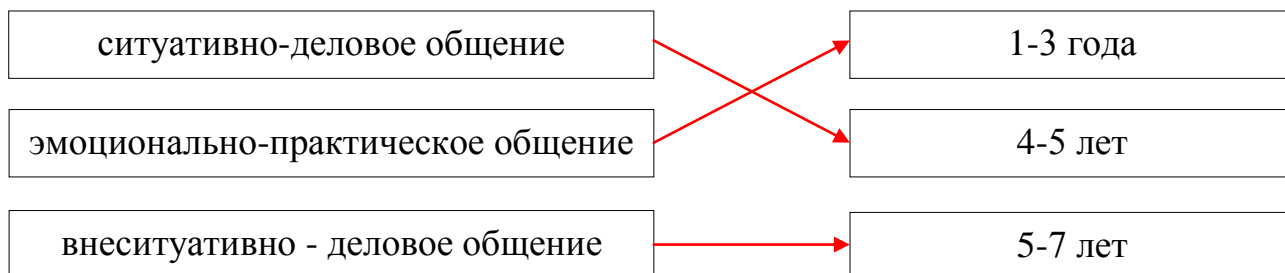 ситуативно-деловое общение
1-3 года
эмоционально-практическое общение
4-5 лет
внеситуативно - деловое общение
5-7 лет